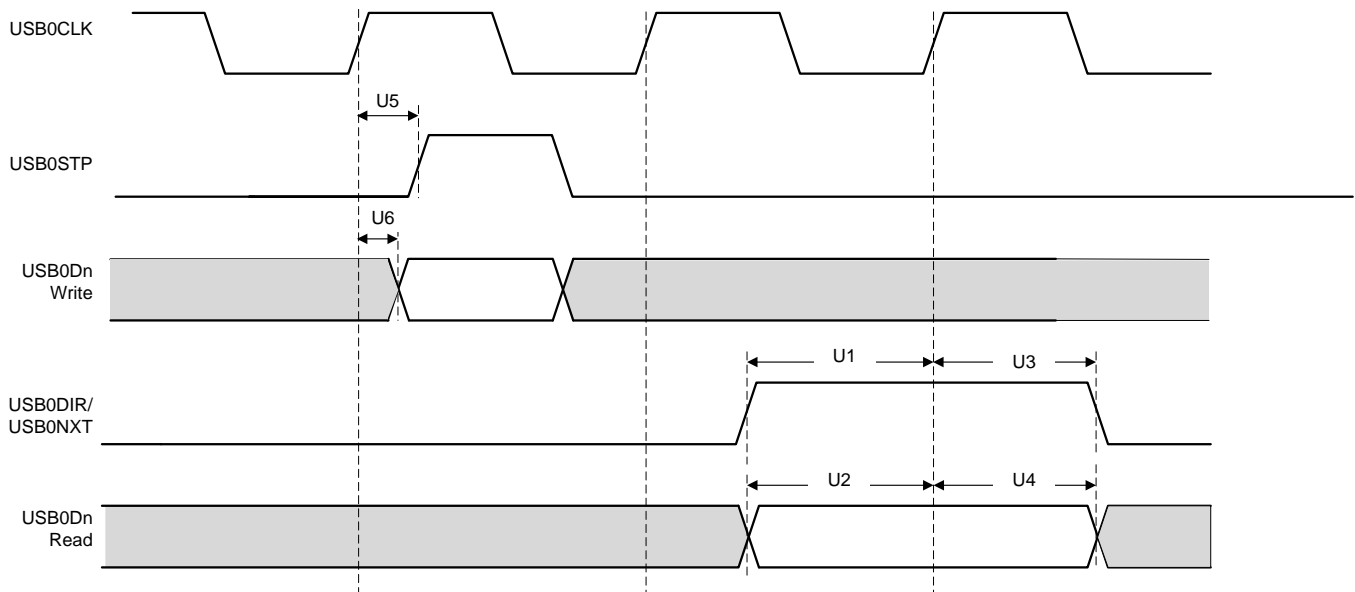 USB0CLK
U5
USB0STP
U6
USB0Dn
Write
U1
U3
USB0DIR/
USB0NXT
U2
U4
USB0Dn
Read